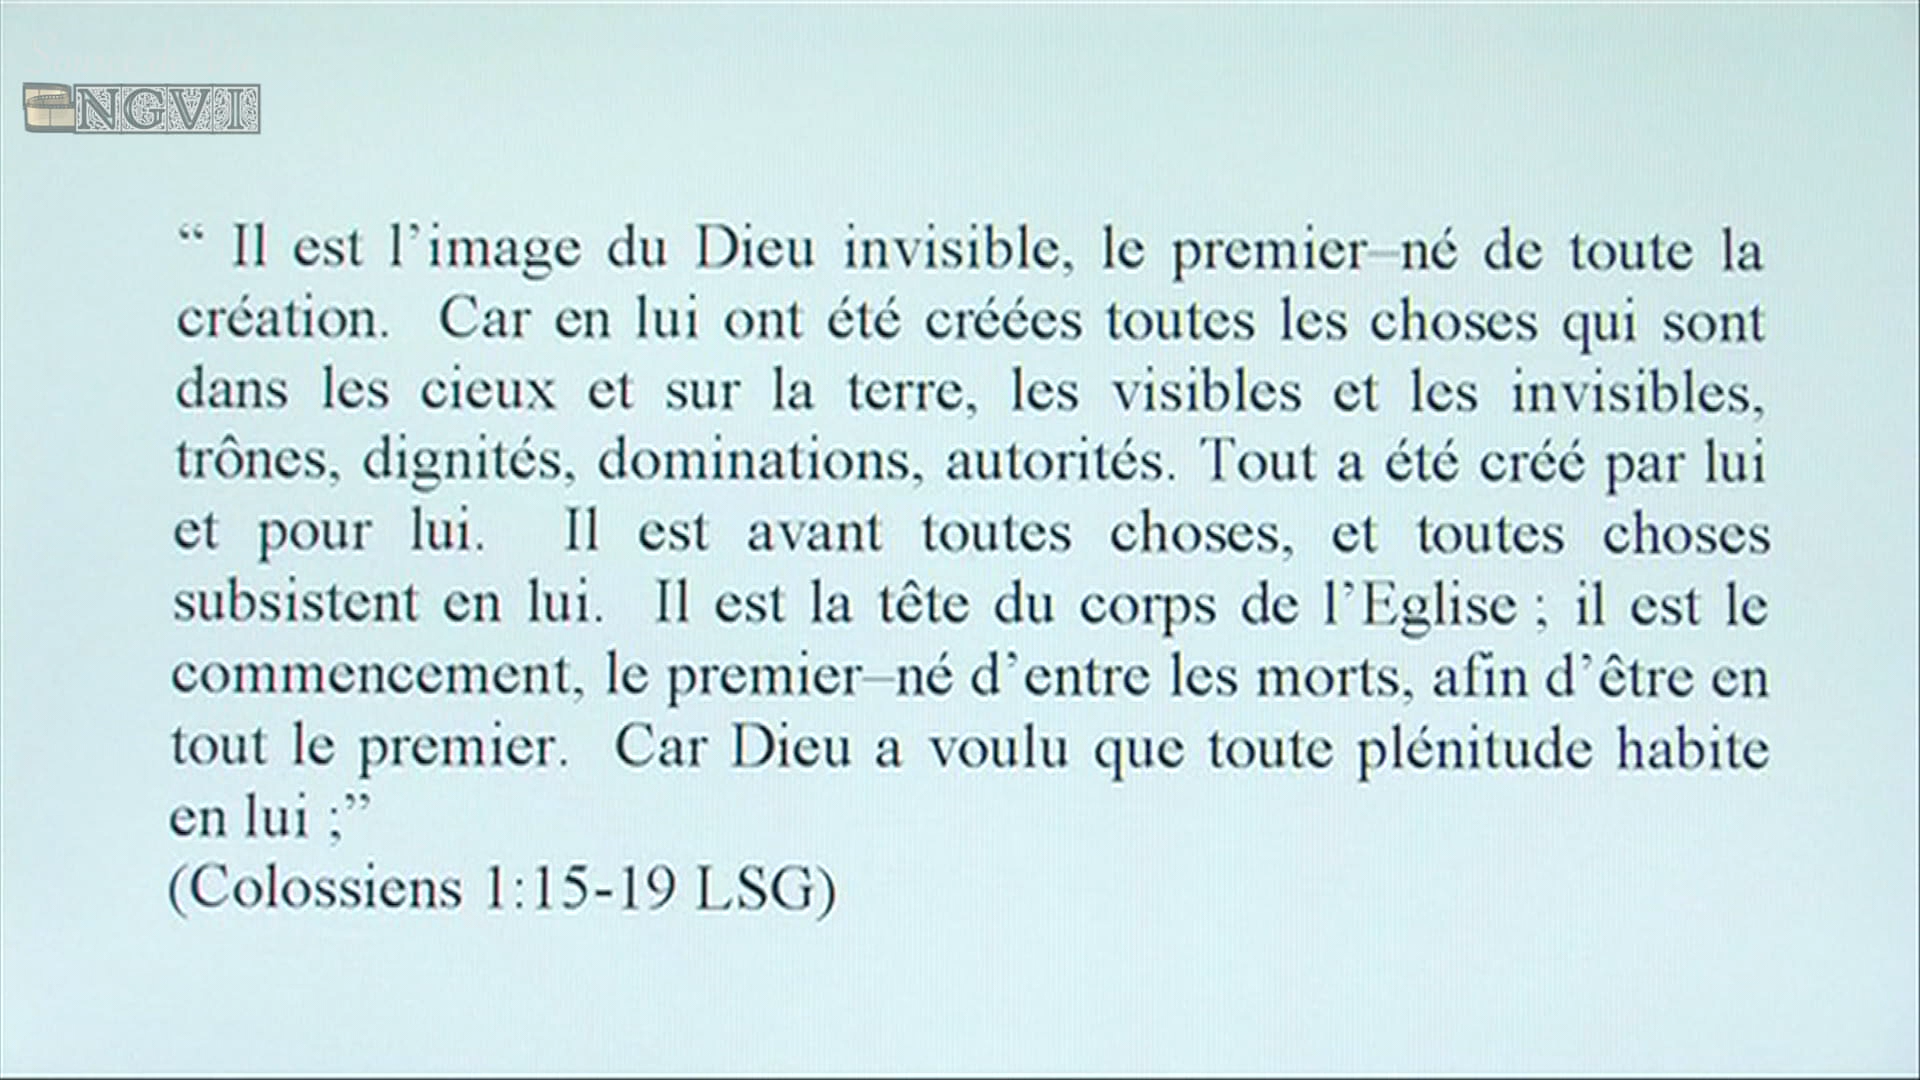 NGVI
“ Il est l’image du Dieu invisible, le premier–né de toute la
création. Car en lui ont été créées toutes les choses qui sont
dans les cieux et sur la terre, les visibles et les invisibles,
trônes, dignités, dominations, autorités. Tout a été créé par lui
et pour lui. Il est avant toutes choses, et toutes choses
subsistent en lui. Il est la tête du corps de l’Eglise ; il est le
commencement, le premier–né d’entre les morts, afin d’être en
tout le premier. Car Dieu a voulu que toute plénitude habite
en lui ;”
(Colossiens 1:15-19 LSG)